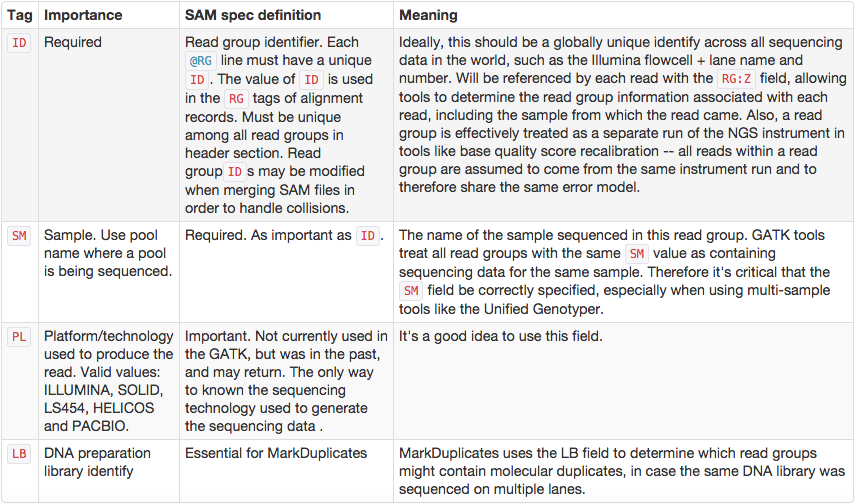 Tag Importance SAM spec definition Meaning
ID Required
Read group identifier. Each
@RG line must have a unique
ID . The value of ID is used
in the RG tags of alignment
records. Must be unique
among all read groups in
header section. Read
group ID s may be modified
when merging SAM files in
order to handle collisions.
Ideally, this should be a globally unique identify across all sequencing
data in the world, such as the Illumina flowcell + lane name and
number. Will be referenced by each read with the RG:Z field, allowing
tools to determine the read group information associated with each
read, including the sample from which the read came. Also, a read
group is effectively treated as a separate run of the NGS instrument in
tools like base quality score recalibration -- all reads within a read
group are assumed to come from the same instrument run and to
therefore share the same error model.
SM Sample. Use pool
name where a pool
is being sequenced.
Required. As important as ID .
The name of the sample sequenced in this read group. GATK tools
treat all read groups with the same SM value as containing
sequencing data for the same sample. Therefore it's critical that the
SM field be correctly specified, especially when using multi-sample
tools like the Unified Genotyper.
PL Platform/technology
used to produce the
read. Valid values:
ILLUMINA, SOLID,
LS454, HELICOS
and PACBIO.
Important. Not currently used in
the GATK, but was in the past,
and may return. The only way
to known the sequencing
technology used to generate
the sequencing data .
It's a good idea to use this field.
LB DNA preparation
library identify
Essential for MarkDuplicates
MarkDuplicates uses the LB field to determine which read groups
might contain molecular duplicates, in case the same DNA library was
sequenced on multiple lanes.